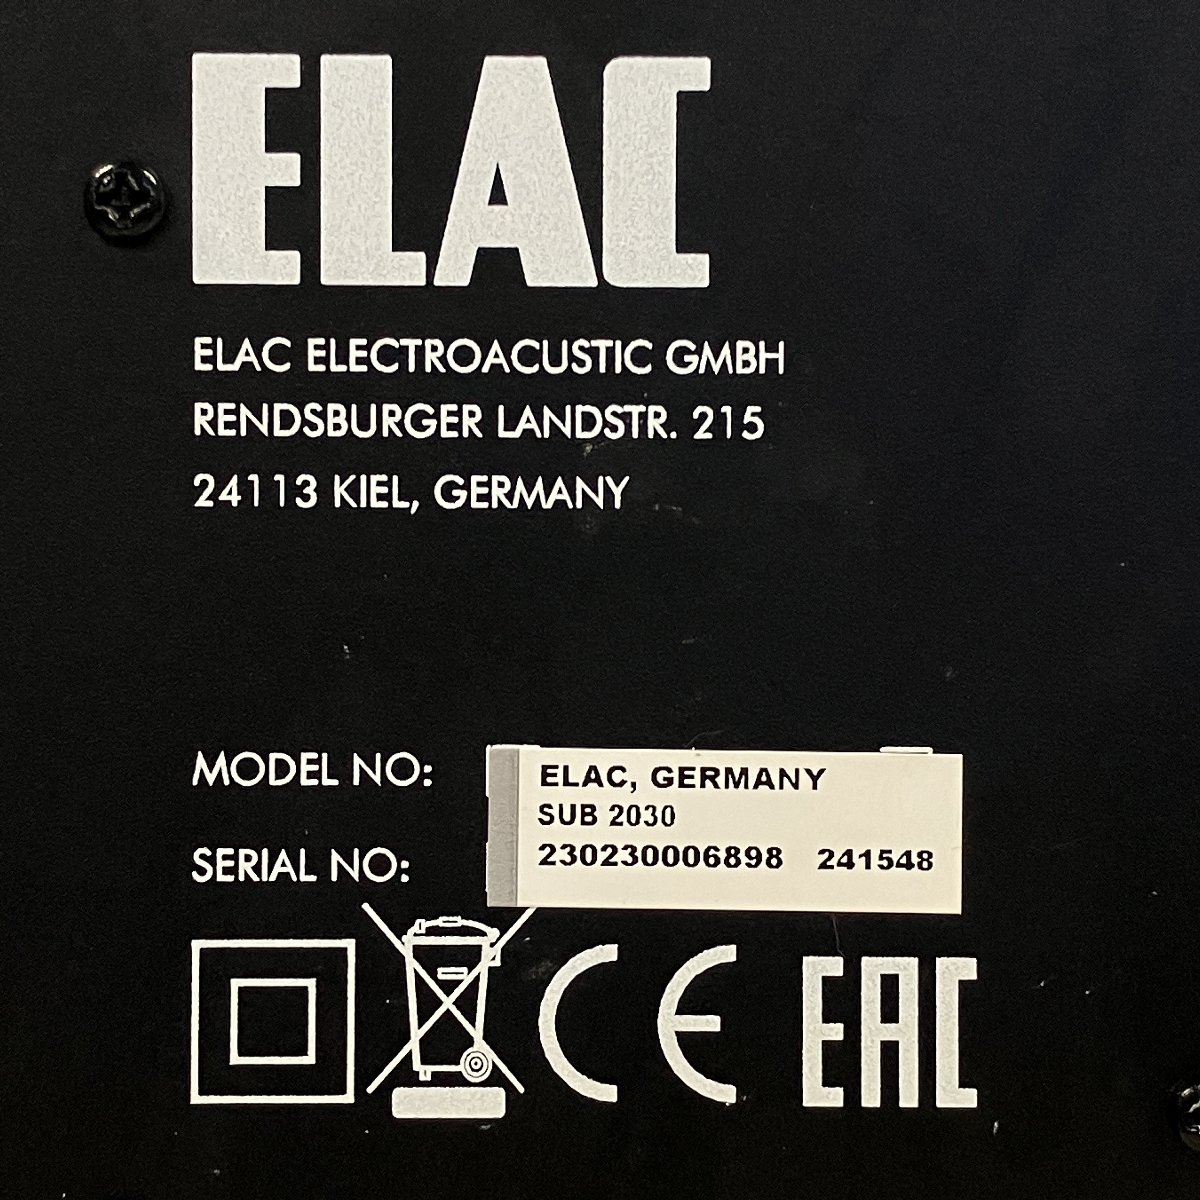 ELAC
ELAC ELECTROACUSTIC GMBH
RENDSBURGER LANDSTR. 215
24113 KIEL, GERMANY
MODEL NO:
ELAC, GERMANY
SUB 2030
SERIAL NO:
230230006898 241548
CE EAC